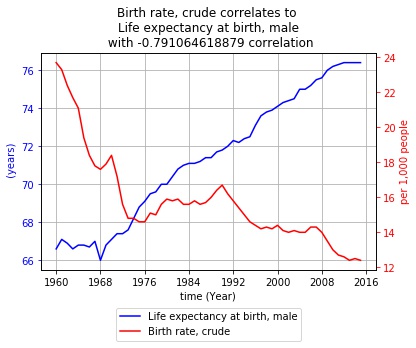 Birth rate, crude correlates to
Life expectancy at birth, male
with -0.791064618879 correlation
76
74
72
70
68
66
(years)
24
22
20
18
16
14
12
per 1,000 people
1960 1968 1976 1984 1992 2000 2008 2016
time (Year)
Life expectancy at birth, male
Birth rate, crude